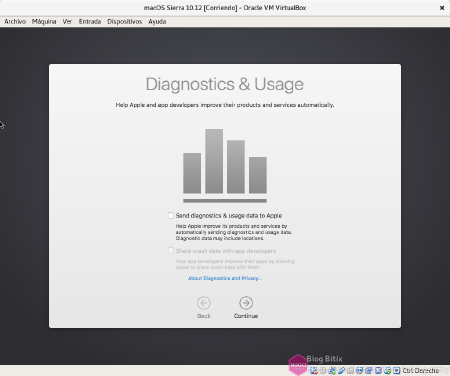 macOS Sierra 10.12 [Corriendo] - Oracle VM VirtualBox
Archivo Máquina Ver Entrada Dispositivos Ayuda
Diagnostics & Usage
Help Apple and app developers improve their products and services automatically.
Send diagnostics & usage data to Apple
Help Apple improve its products and services by
automatically sending diagnostics and usage data.
Diagnostic data may include locations.
Share crash data with app developers
Help app developers improve their apps by allowing
Apple to share crash data with them.
About Diagnostics and Privacy...
Back Continue
Blog Bitix
HUGO
Ctrl Derecho